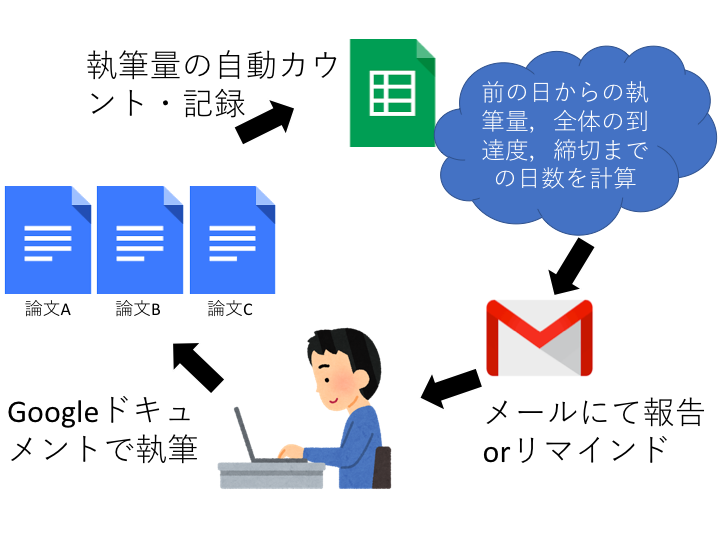 執筆量の自動カウ
ント・記録
前の日からの執
筆量，全体の到
達度，締切まで
の日数を計算
論文A
論文B
論文C
Googleドキュ
メントで執筆
メールにて報告
orリマインド